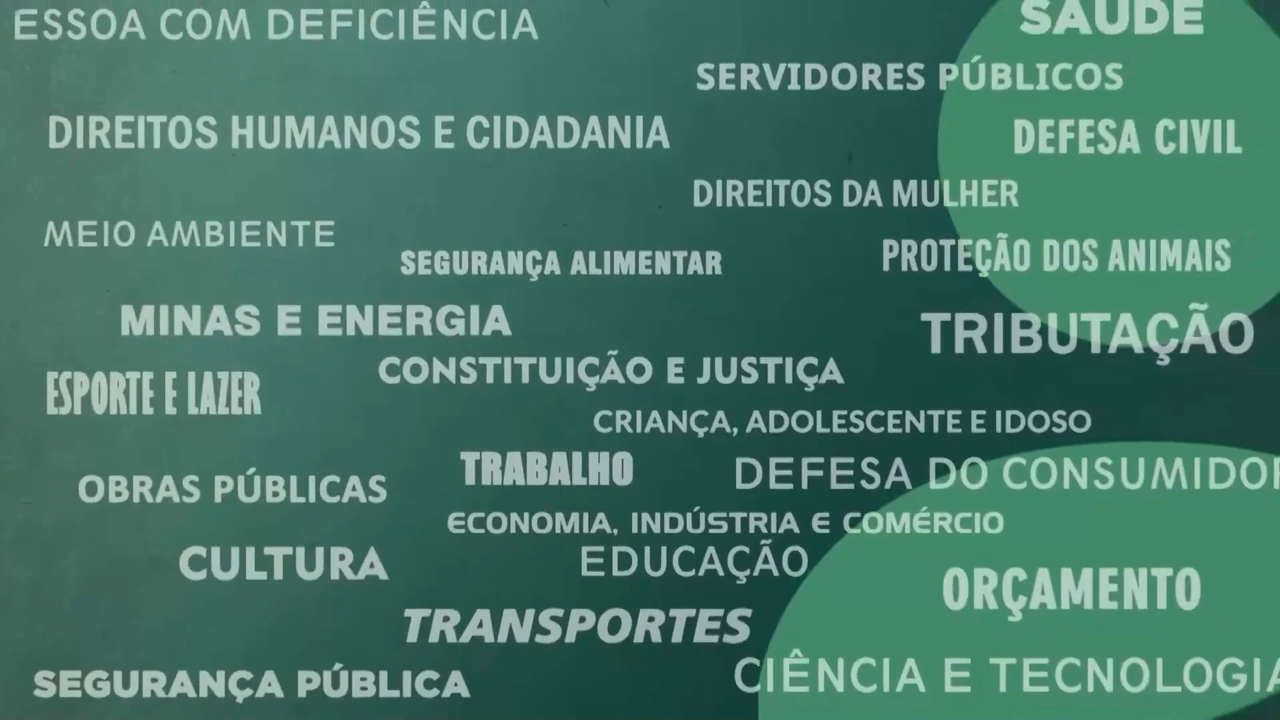 ESSOA COM DEFICIÊNCIA
SAÚDE
SERVIDORES PÚBLICOS
DIREITOS HUMANOS E CIDADANIA
DEFESA CIVIL
DIREITOS DA MULHER
MEIO AMBIENTE
SEGURANÇA ALIMENTAR
PROTEÇÃO DOS ANIMAIS
MINAS E ENERGIA
TRIBUTAÇÃO
CONSTITUIÇÃO E JUSTIÇA
ESPORTE E LAZER
CRIANÇA, ADOLESCENTE E IDOSO
TRABALHO
DEFESA DO CONSUMIDOR
OBRAS PÚBLICAS
ECONOMIA, INDÚSTRIA E COMÉRCIO
CULTURA
EDUCAÇÃO
ORÇAMENTO
TRANSPORTES
CIÊNCIA E TECNOLOGIA
SEGURANÇA PÚBLICA